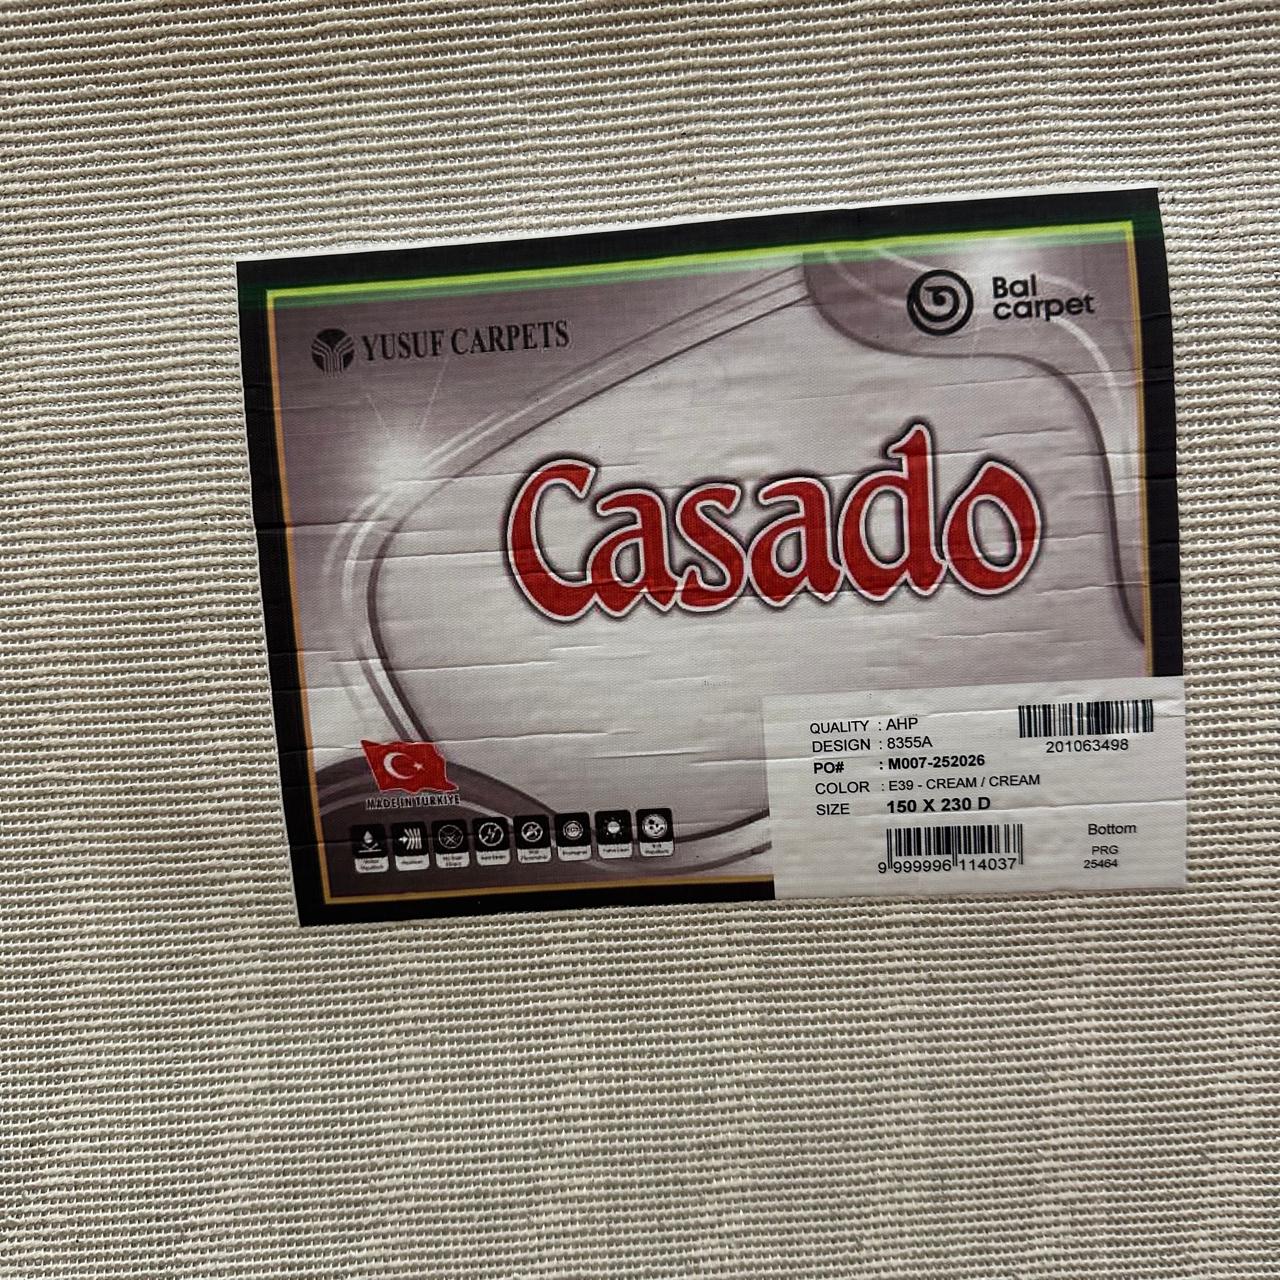 YUSUF CARPETS
Bal
carpet
Casado
MADE IN TURKIYE
QUALITY : AHP
DESIGN : 8355A
PO# : M007-252026
COLOR : E39 - CREAM / CREAM
SIZE 150 X 230 D
201063498
9 999996 114037
Bottom
PRG
25464